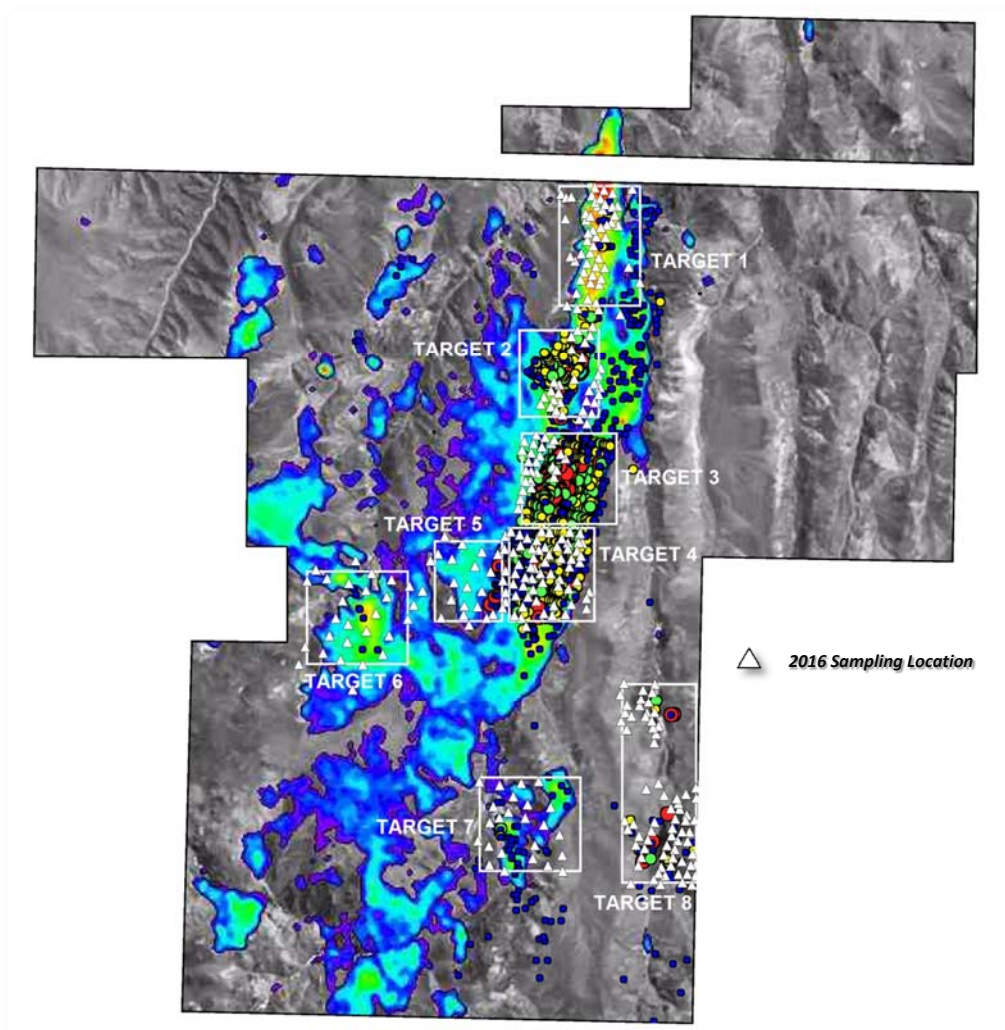 TARGET 1
TARGET 2
TARGET 3
TARGET 5
TARGET 4
2016 Sampling Location
TARGET 6
TARGET 7
TARGET 8